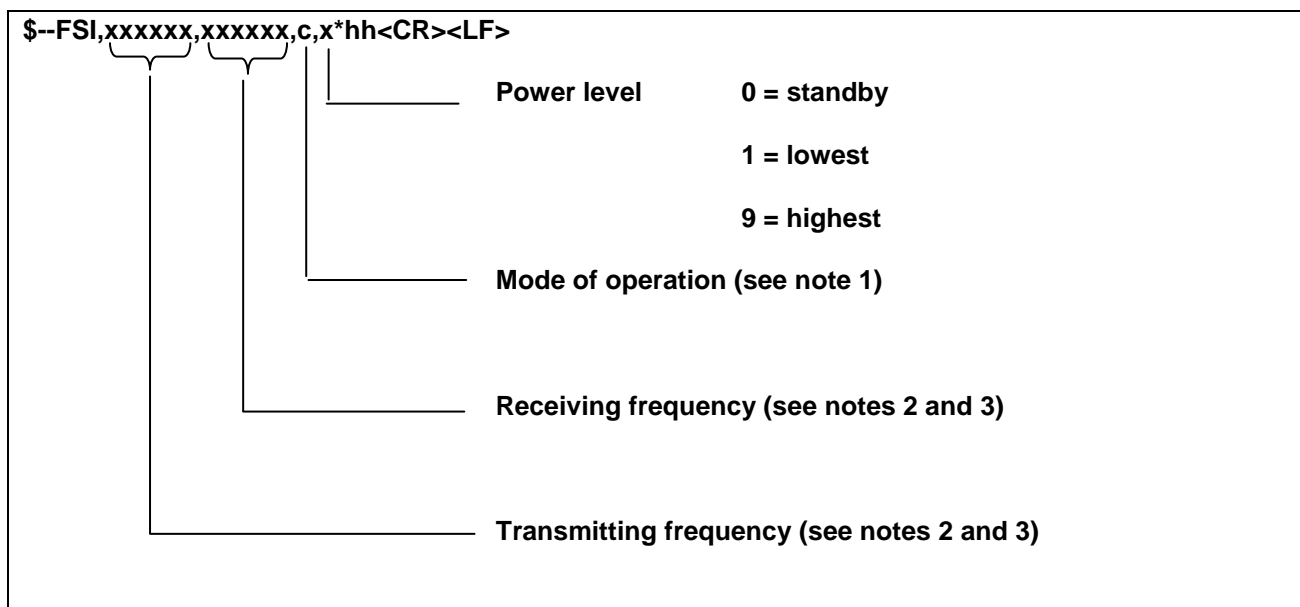 $--FSI,xxxxxx,xxxxxx,c,x*hh<CR><LF>
Power level 0 = standby
1 = lowest
9 = highest
Mode of operation (see note 1)
Receiving frequency (see notes 2 and 3)
Transmitting frequency (see notes 2 and 3)